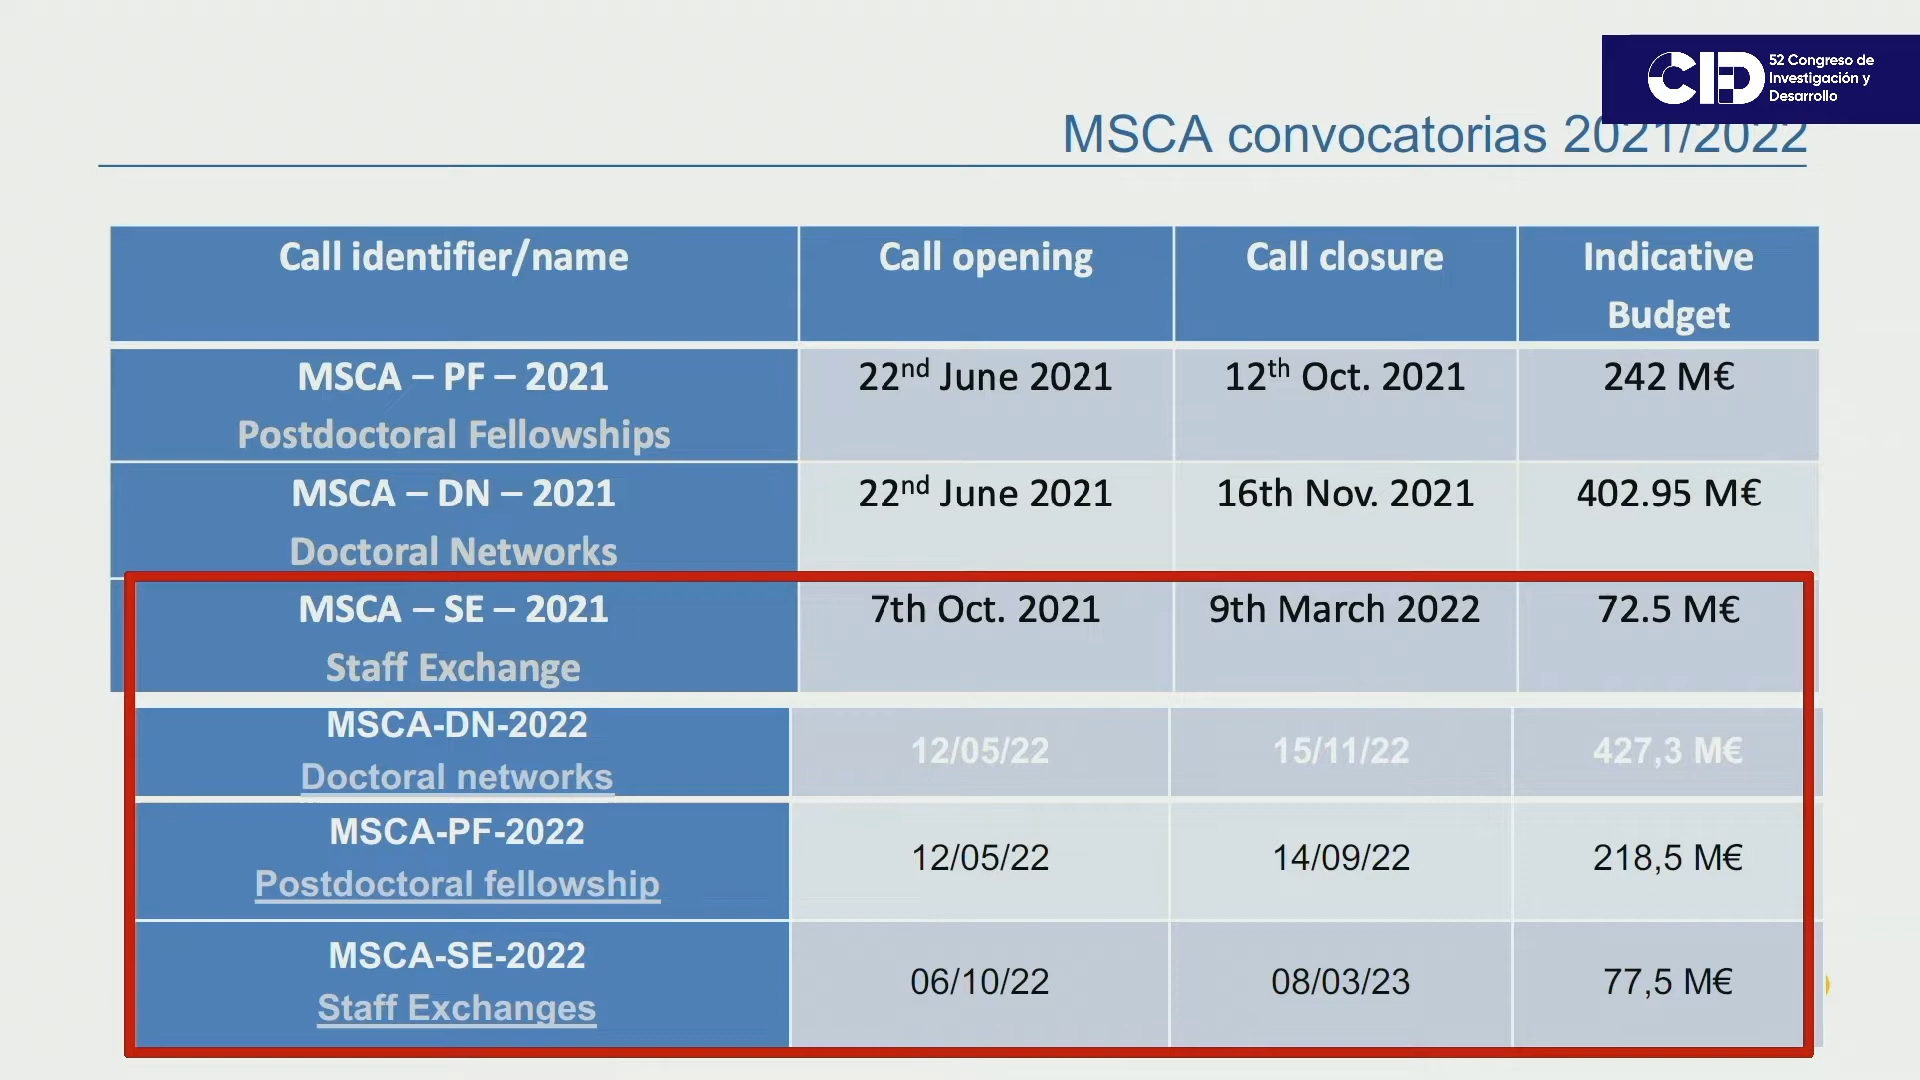 52 Congreso de
CID Investigación y
Desarrollo
MSCA convocatorias 2021/2022
Call identifier/name Call opening Call closure Indicative
Budget
MSCA – PF – 2021 22nd June 2021 12th Oct. 2021 242 M€
Postdoctoral Fellowships
MSCA – DN – 2021 22nd June 2021 16th Nov. 2021 402.95 M€
Doctoral Networks
MSCA – SE – 2021 7th Oct. 2021 9th March 2022 72.5 M€
Staff Exchange
MSCA-DN-2022
Doctoral networks 12/05/22 15/11/22 427,3 M€
MSCA-PF-2022
Postdoctoral fellowship 12/05/22 14/09/22 218,5 M€
MSCA-SE-2022
Staff Exchanges 06/10/22 08/03/23 77,5 M€